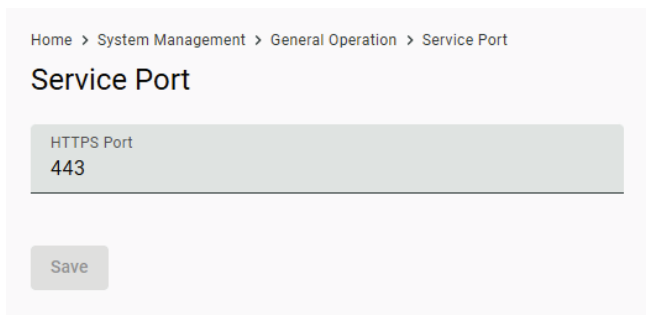 Home > System Management > General Operation > Service Port
Service Port
HTTPS Port
443
Save